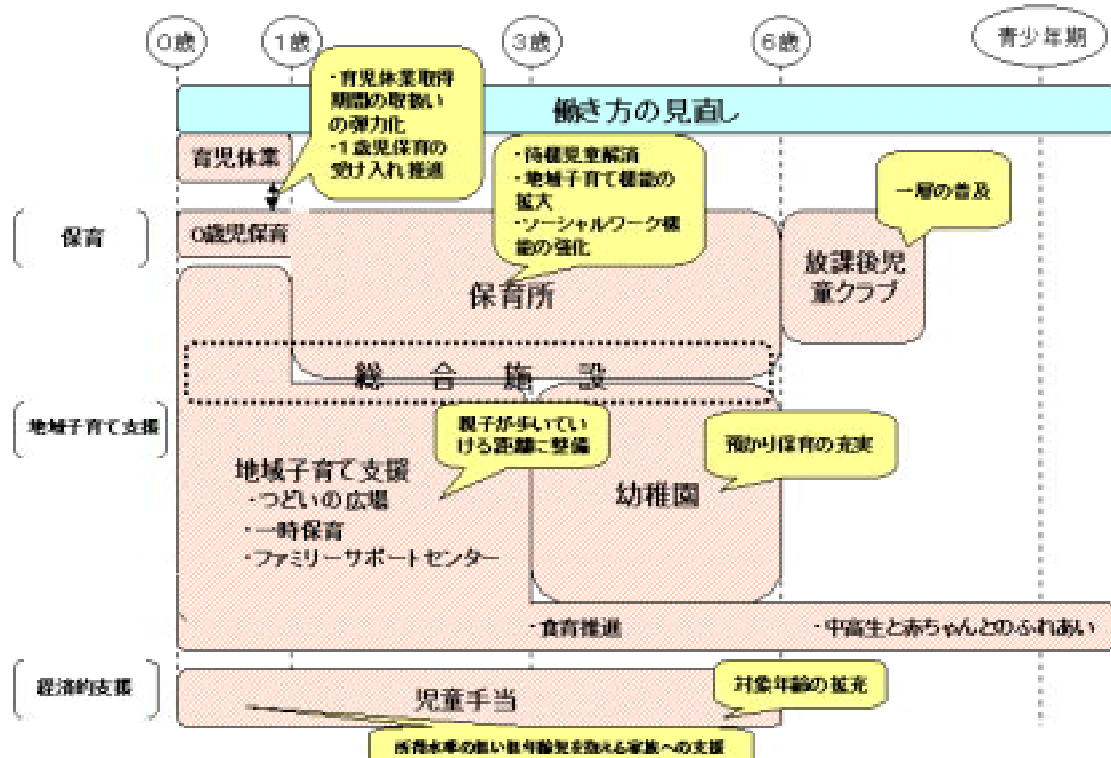 0歳
1歳
3歳
6歳
青少年期
・育児休業取得
期間の取扱い
の弾力化
・1歳児保育の
受け入れ推進
働き方の見直し
育児休業
・待機児童解消
・地域子育て機能の
拡大
・ソーシャルワーク機
能の強化
一層の普及
保育
0歳児保育
保育所
放課後児
童クラブ
総合施設
地域子育て支援
親子が歩いてい
ける距離に整備
預かり保育の充実
地域子育て支援
・つどいの広場
・一時保育
・ファミリーサポートセンター
幼稚園
・食育推進
・中高生と赤ちゃんとのふれあい
経済的支援
児童手当
対象年齢の拡充
所得水準の低い低年齢児を抱える家族への支援